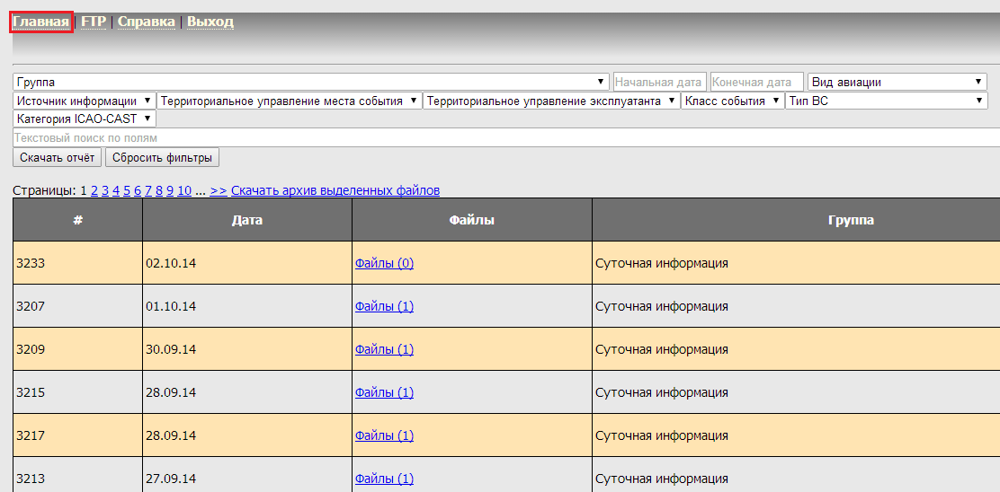 Главная | FTP | Справка | Выход
Группа Начальная дата Конечная дата Вид авиации
Источник информации Территориальное управление места события Территориальное управление эксплуатанта Класс события Тип ВС
Категория ICAO-CAST
Текстовый поиск по полям
Скачать отчёт Сбросить фильтры
Страницы: 1 2 3 4 5 6 7 8 9 10 ... >> Скачать архив выделенных файлов
# Дата Файлы Группа
3233 02.10.14 Файлы (0) Суточная информация
3207 01.10.14 Файлы (1) Суточная информация
3209 30.09.14 Файлы (1) Суточная информация
3215 28.09.14 Файлы (1) Суточная информация
3217 28.09.14 Файлы (1) Суточная информация
3213 27.09.14 Файлы (1) Суточная информация